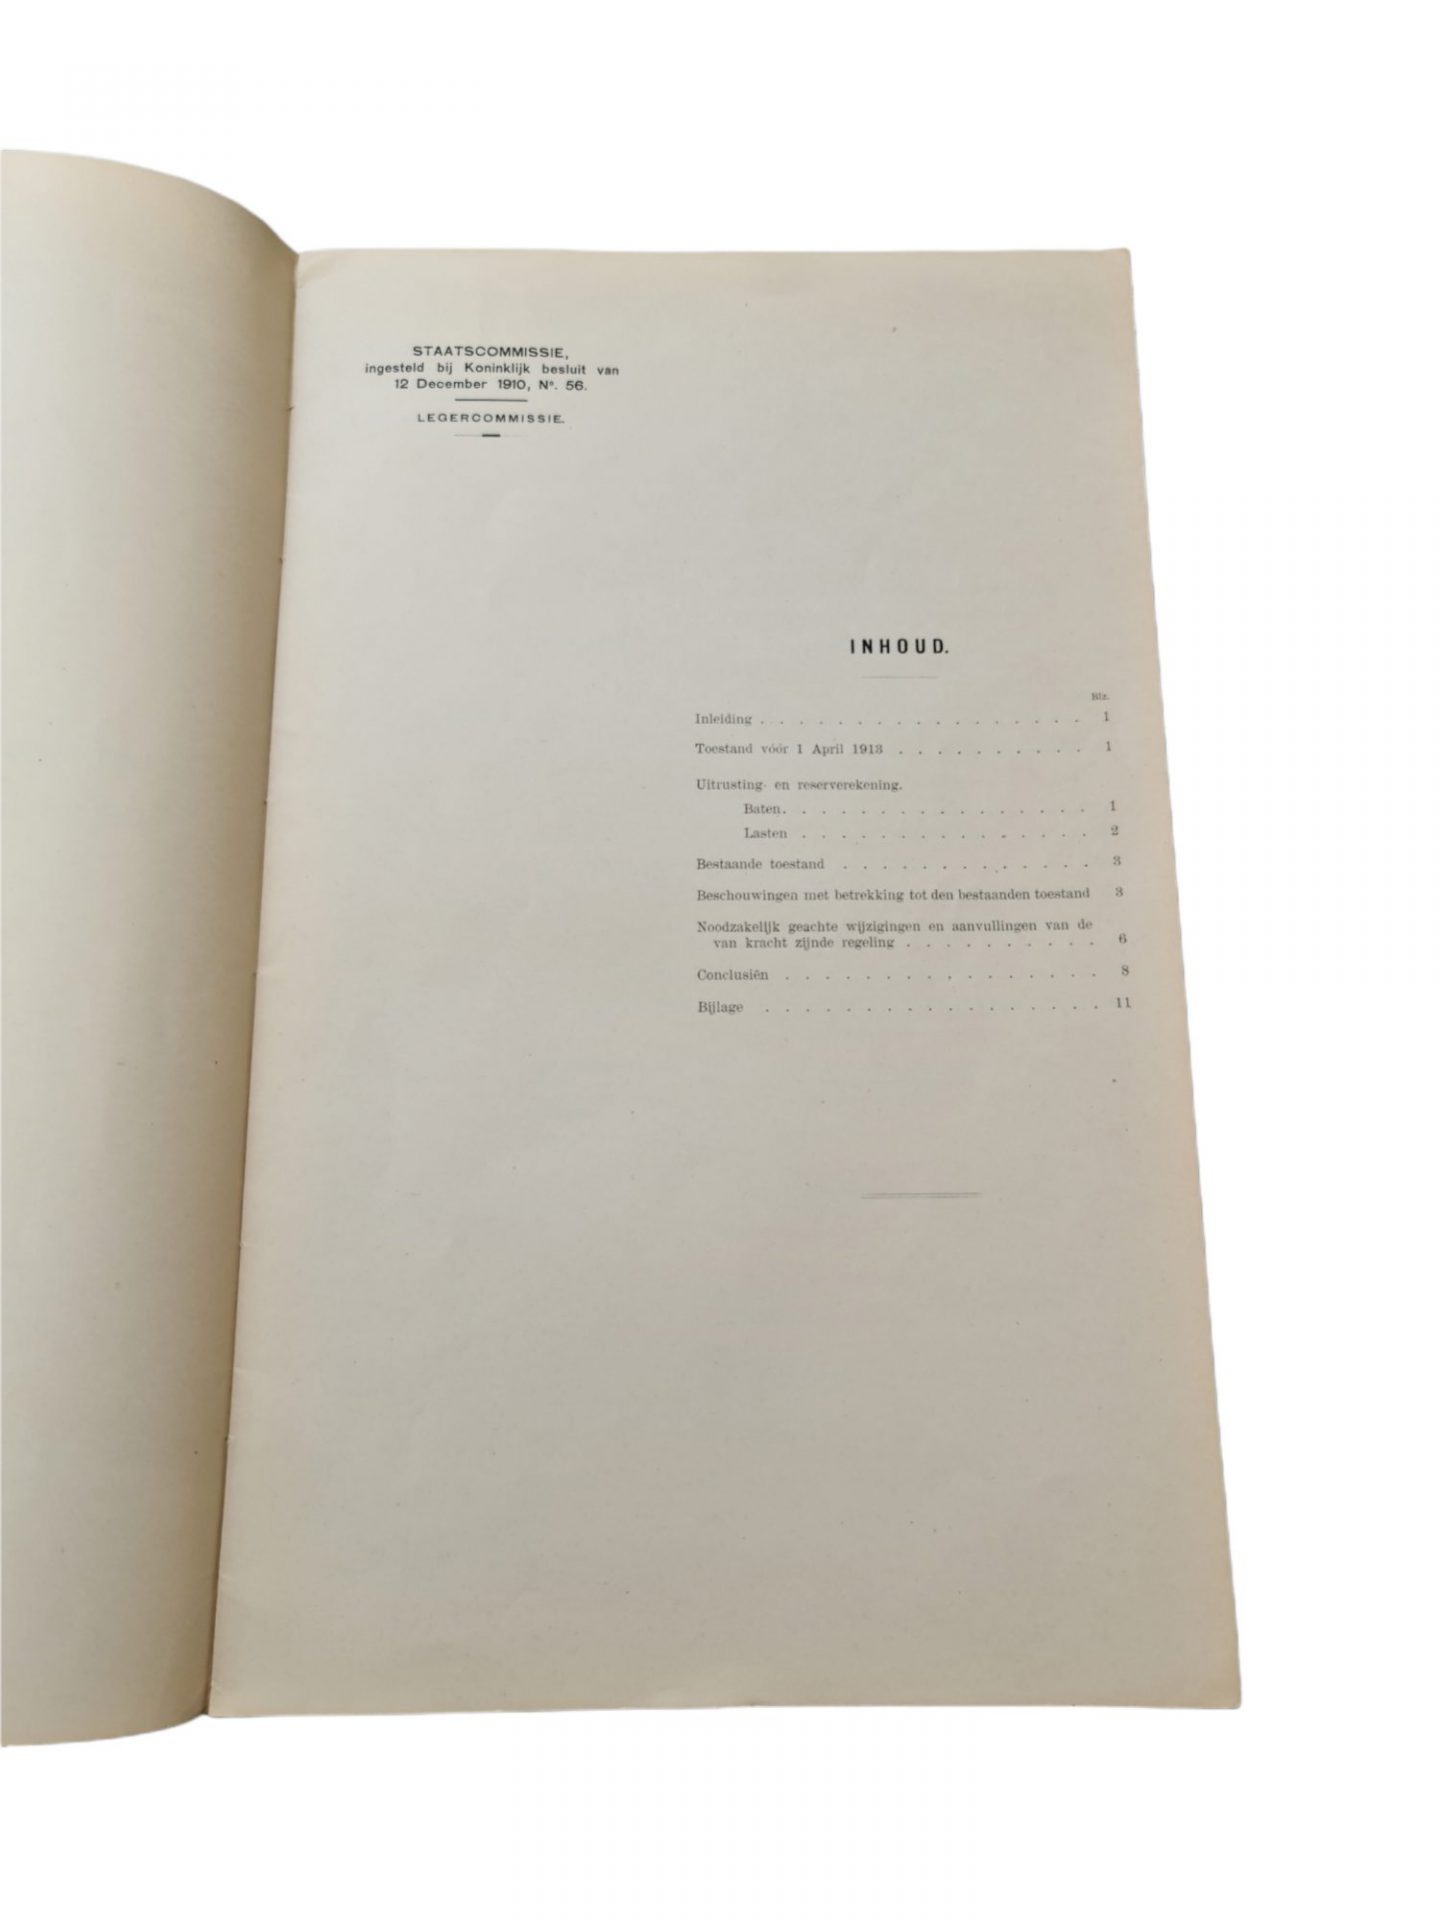 STAATSCOMMISSIE,
ingesteld bij Koninklijk besluit van
12 December 1910, Nº. 56.
LEGERCOMMISSIE.
INHOUD.
Blz.
Inleiding . . . . . . . . . . . . . . . . . 1
Toestand vóór 1 April 1913 . . . . . . . . . . 1
Uitrusting- en reserverekening.
Baten. . . . . . . . . . . . . . . . 1
Lasten . . . . . . . . . . . . . . . 2
Bestaande toestand . . . . . . . . . . . . . 3
Beschouwingen met betrekking tot den bestaanden toestand 3
Noodzakelijk geachte wijzigingen en aanvullingen van de
van kracht zijnde regeling . . . . . . . . . . 6
Conclusiën . . . . . . . . . . . . . . . . 8
Bijlage . . . . . . . . . . . . . . . . . 11